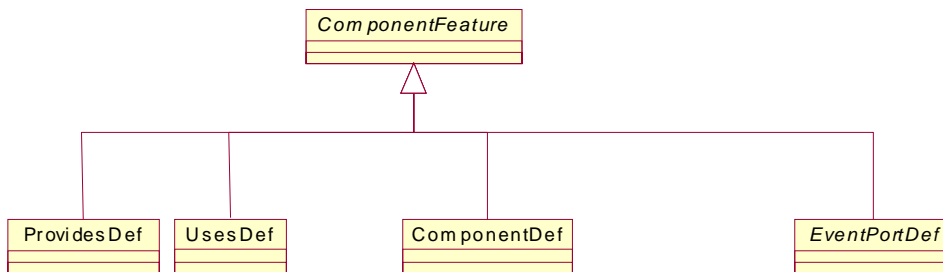 ComponentFeature
ProvidesDef UsesDef ComponentDef EventPortDef